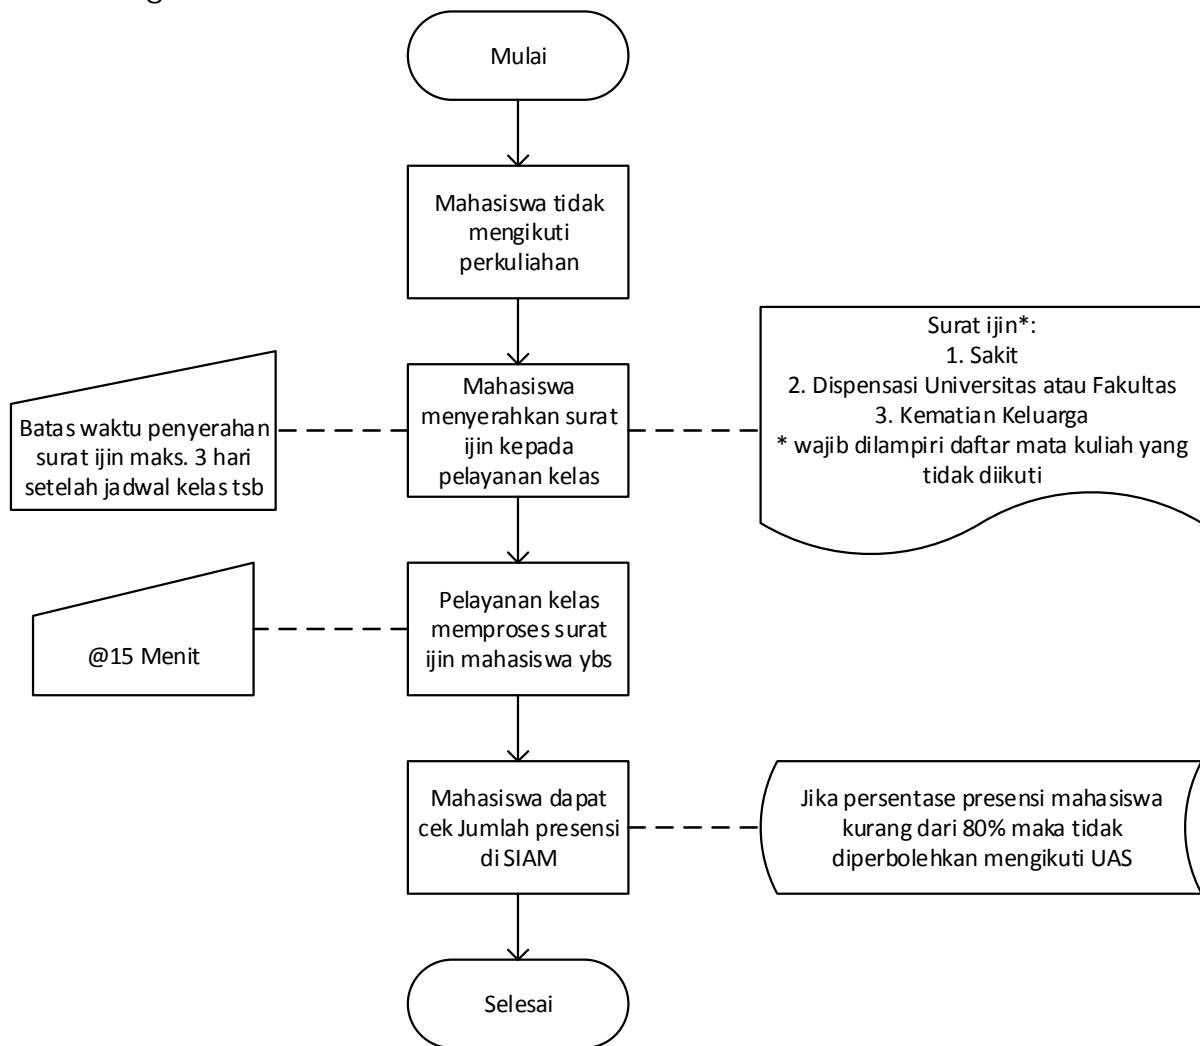 Mulai
Mahasiswa tidak
mengikuti
perkuliahan
Surat ijin*:
1. Sakit
2. Dispensasi Universitas atau Fakultas
3. Kematian Keluarga
* wajib dilampiri daftar mata kuliah yang
tidak diikuti
Mahasiswa
menyerahkan surat
ijin kepada
pelayanan kelas
Batas waktu penyerahan
surat ijin maks. 3 hari
setelah jadwal kelas tsb
Pelayanan kelas
memproses surat
ijin mahasiswa ybs
@15 Menit
Mahasiswa dapat
cek Jumlah presensi
di SIAM
Jika persentase presensi mahasiswa
kurang dari 80% maka tidak
diperbolehkan mengikuti UAS
Selesai